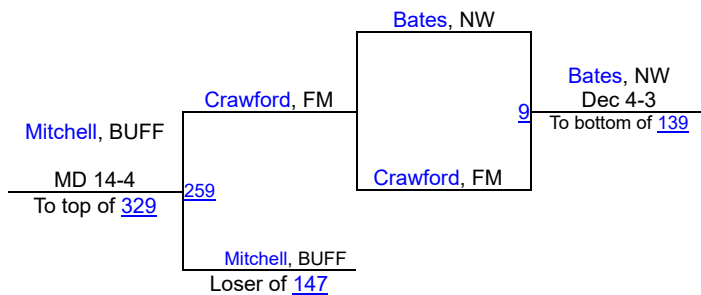 Bates, NW
Bates, NW
Dec 4-3
Crawford, FM
9
To bottom of 139
Mitchell, BUFF
MD 14-4
Crawford, FM
259
To top of 329
Mitchell, BUFF
Loser of 147